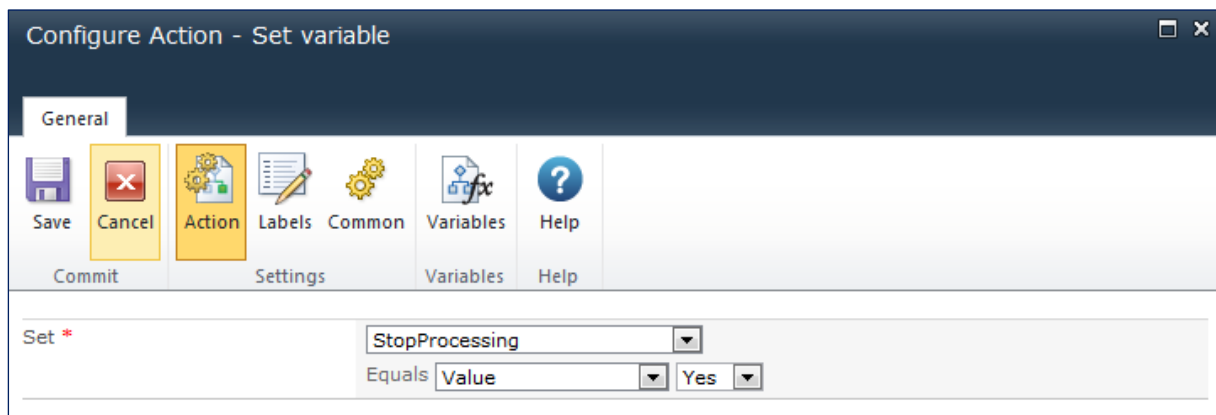 Configure Action - Set variable
General
Save Cancel Action Labels Common Variables Help
Commit Settings Variables Help
Set * StopProcessing
Equals Value Yes